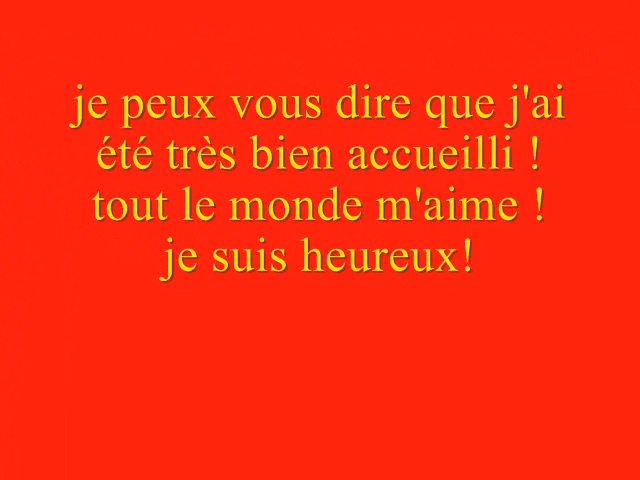 je peux vous dire que j'ai
été très bien accueilli !
tout le monde m'aime !
je suis heureux!